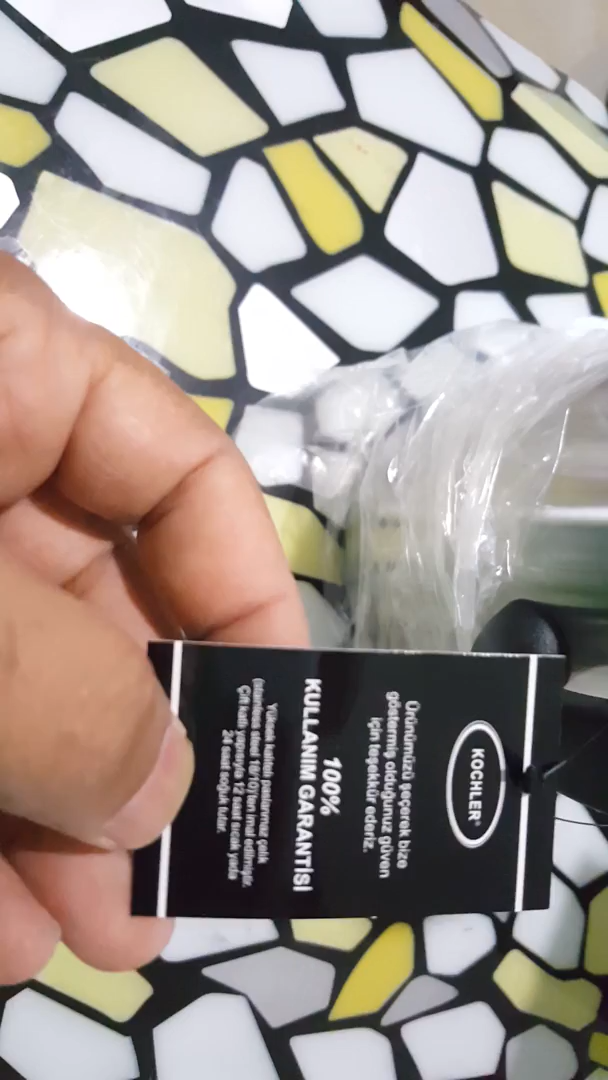 KOCHLER®
Ürünümüzü seçerek bize
göstermiş olduğunuz güven
için teşekkür ederiz.
100%
KULLANIM GARANTİSİ
Yüksek kaliteli paslanmaz çelik
(stainless steel 18/10)'ten imal edilmiştir.
Çift katlı yapısıyla 12 saat sıcak yada
24 saat soğuk tutar.